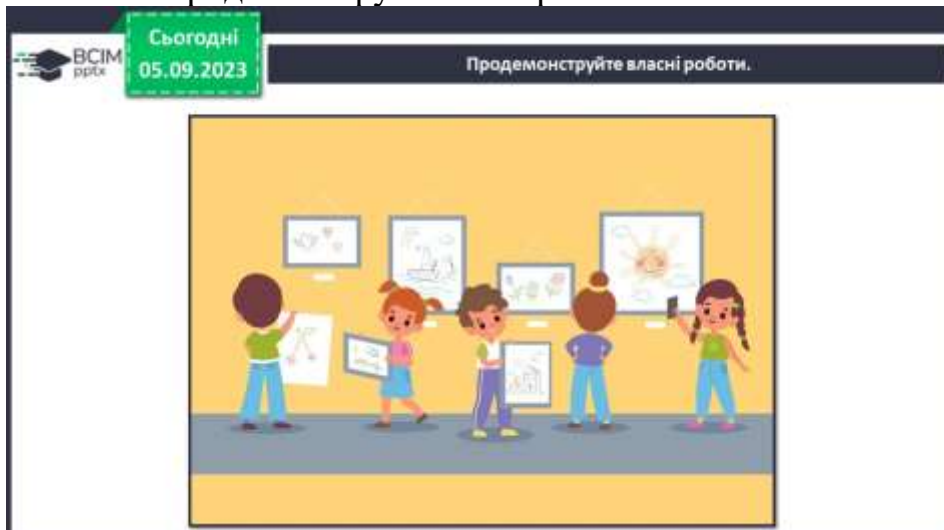 Сьогодні
05.09.2023
ВСІМ
pptx
Продемонструйте власні роботи.